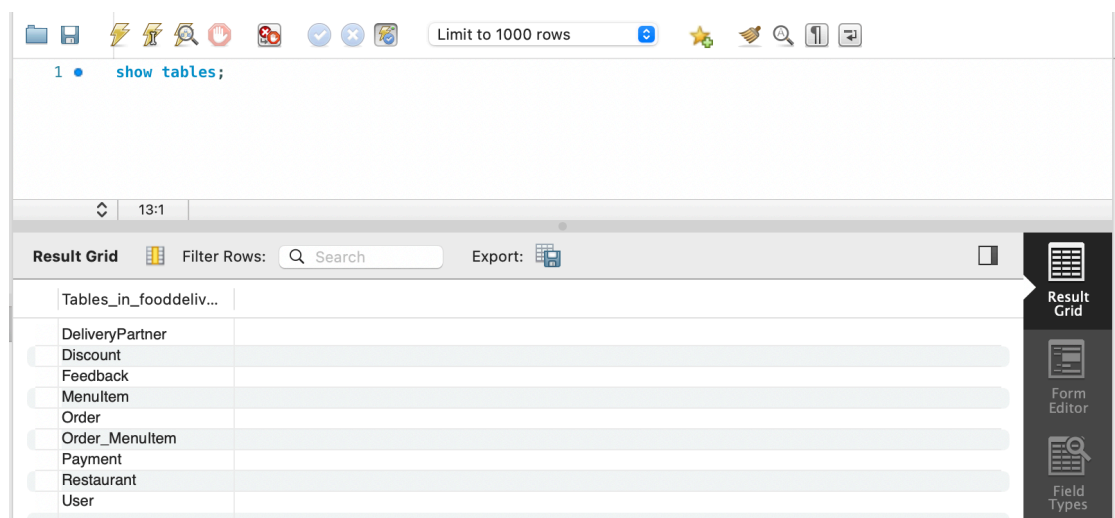 Limit to 1000 rows
1 show tables;
13:1
Result Grid Filter Rows: Search Export:
Tables_in_fooddeliv...
DeliveryPartner
Discount
Feedback
MenuItem
Order
Order_MenuItem
Payment
Restaurant
User
Result
Grid
Form
Editor
Field
Types